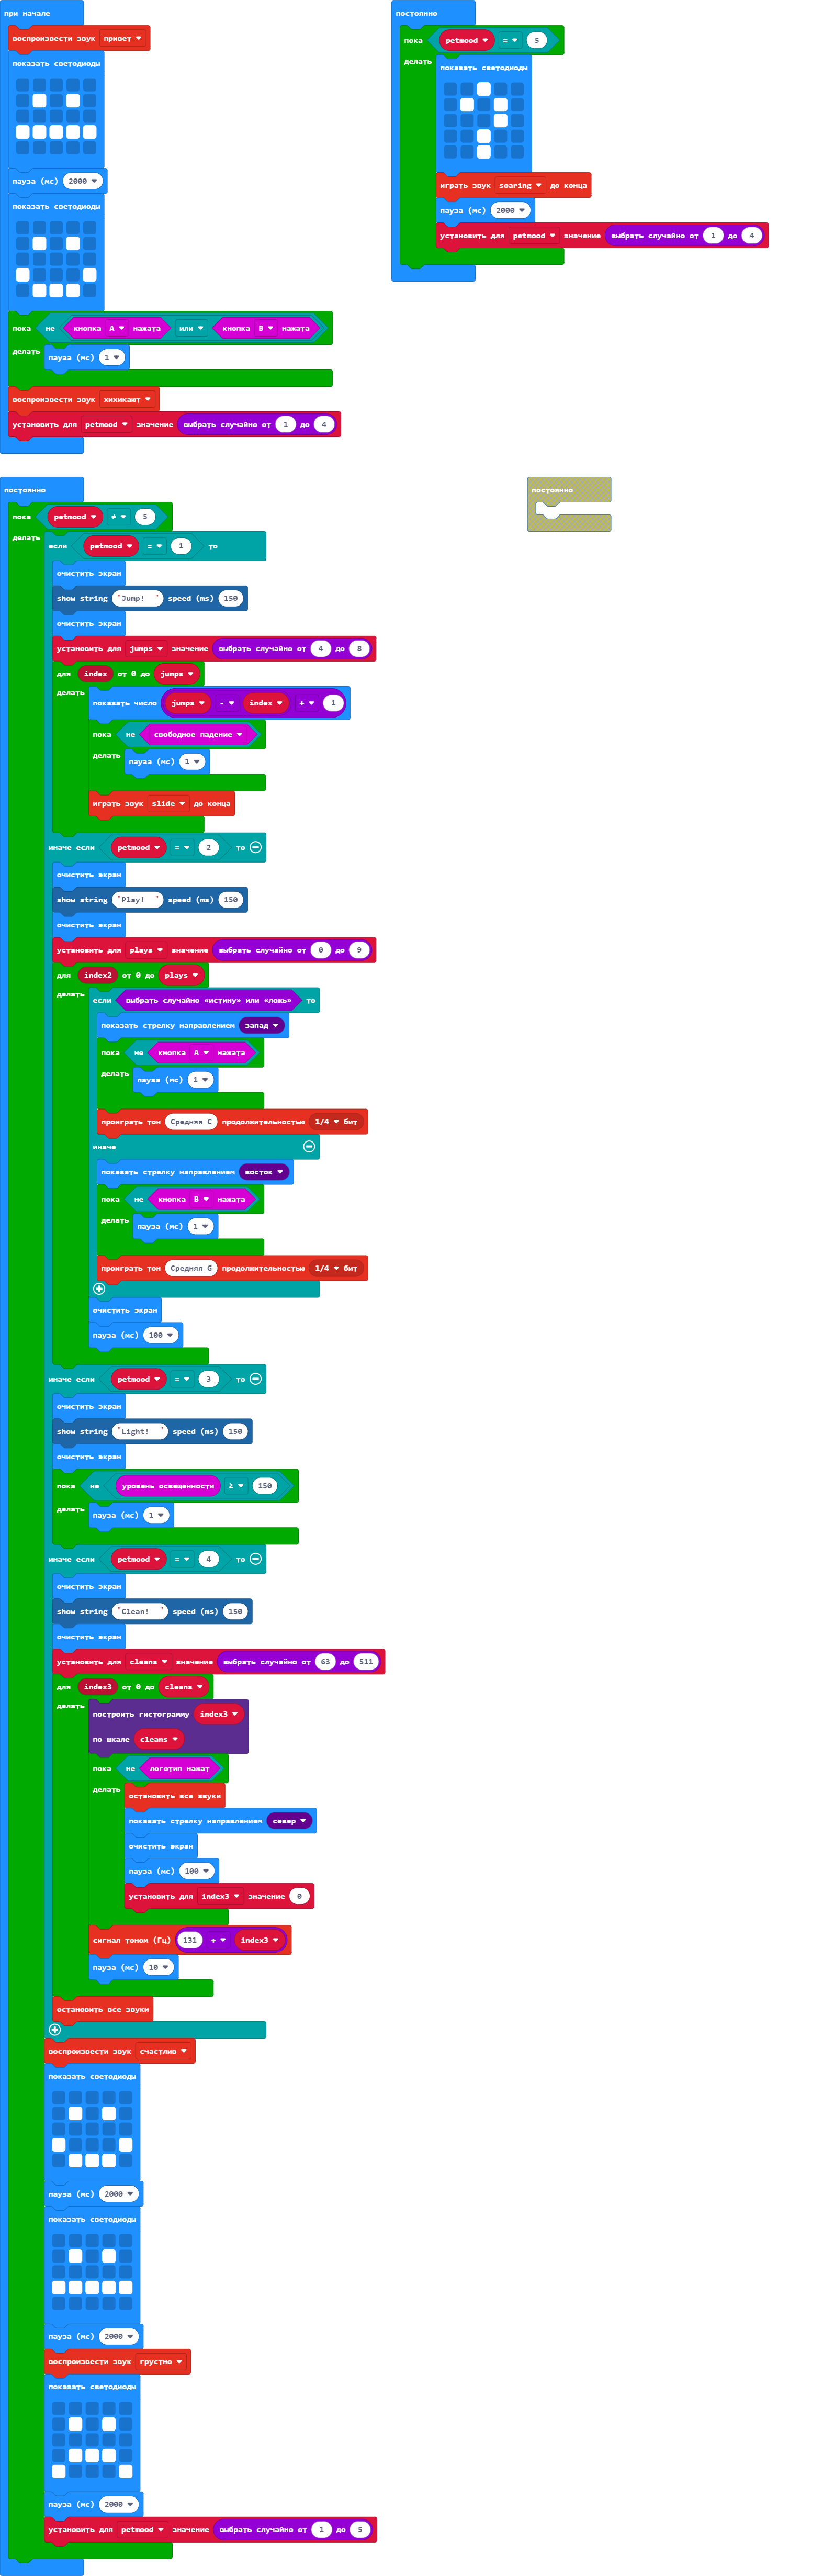 при начале
воспроизвести звук привет
показать светодиоды
пауза (мс) 2000
показать светодиоды
пока не кнопка A нажата или кнопка B нажата
делать пауза (мс) 1
воспроизвести звук хихикает
установить для petmood значение выбрать случайно от 1 до 4
постоянно
пока petmood = 5
делать показать светодиоды
играть звук soaring до конца
пауза (мс) 2000
установить для petmood значение выбрать случайно от 1 до 4
постоянно
пока petmood ≠ 5
делать если petmood = 1 то
очистить экран
show string "Jump! " speed (ms) 150
очистить экран
установить для jumps значение выбрать случайно от 4 до 8
для index от 0 до jumps
делать показать число jumps - index + 1
пока не свободное падение
делать пауза (мс) 1
играть звук slide до конца
иначе если petmood = 2 то
очистить экран
show string "Play! " speed (ms) 150
очистить экран
установить для plays значение выбрать случайно от 0 до 9
для index2 от 0 до plays
делать если выбрать случайно «истину» или «ложь» то
показать стрелку направлением запад
пока не кнопка A нажата
делать пауза (мс) 1
проиграть тон Средняя C продолжительностью 1/4 бит
иначе
показать стрелку направлением восток
пока не кнопка B нажата
делать пауза (мс) 1
проиграть тон Средняя G продолжительностью 1/4 бит
очистить экран
пауза (мс) 100
иначе если petmood = 3 то
очистить экран
show string "Light! " speed (ms) 150
очистить экран
пока не уровень освещенности ≥ 150
делать пауза (мс) 1
иначе если petmood = 4 то
очистить экран
show string "Clean! " speed (ms) 150
очистить экран
установить для cleans значение выбрать случайно от 63 до 511
для index3 от 0 до cleans
делать построить гистограмму index3
по шкале cleans
пока не логотип нажат
делать остановить все звуки
показать стрелку направлением север
очистить экран
пауза (мс) 100
установить для index3 значение 0
сигнал тоном (Гц) 131 + index3
пауза (мс) 10
остановить все звуки
воспроизвести звук счастлив
показать светодиоды
пауза (мс) 2000
показать светодиоды
пауза (мс) 2000
воспроизвести звук грустно
показать светодиоды
пауза (мс) 2000
установить для petmood значение выбрать случайно от 1 до 5
постоянно